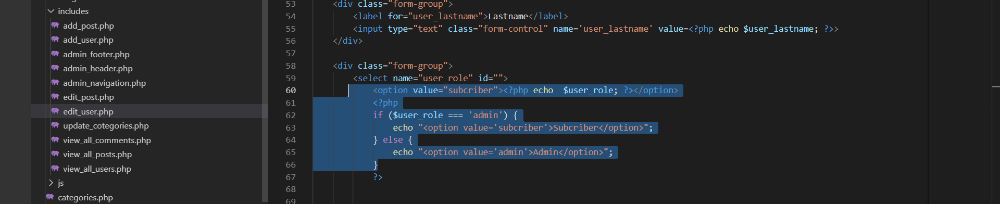 includes
add_post.php
add_user.php
admin_footer.php
admin_header.php
admin_navigation.php
edit_post.php
edit_user.php
update_cotegories.php
view_all_comments.php
view_all_posts.php
view_all_users.php
js
categories.php
53 <div class="form-group">
54 <label for="user_lastname">Lastname</label>
55 <input type="text" class="form-control" name='user_lastname' value=<?php echo $user_lastname; ?>>
56 </div>
57
58 <div class="form-group">
59 <select name="user_role" id="">
60 <option value="subcriber"><?php echo  $user_role; ?></option>
61 <?php
62 if ($user_role === 'admin') {
63 echo "<option value='subcriber'>Subcriber</option>";
64 } else {
65 echo "<option value='admin'>Admin</option>";
66 }
67 ?>
68
69